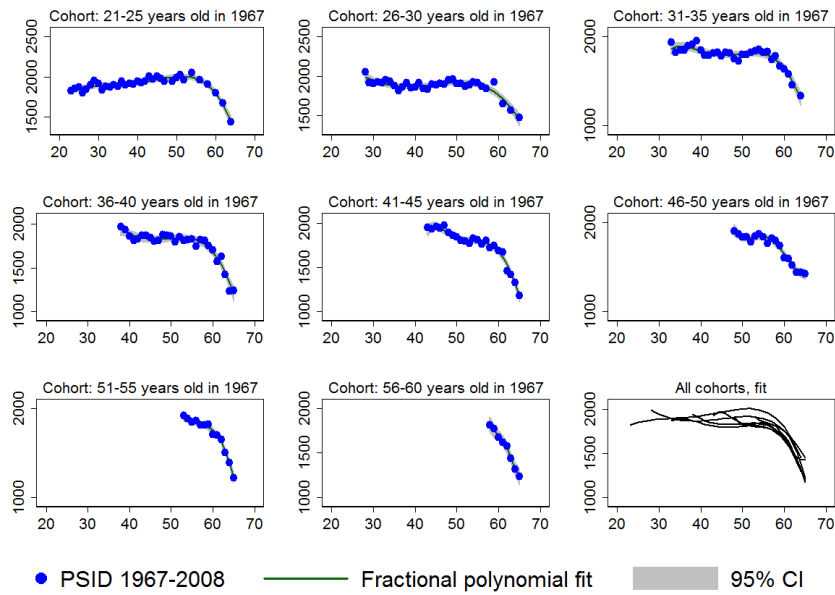 Cohort: 21-25 years old in 1967
Cohort: 26-30 years old in 1967
Cohort: 31-35 years old in 1967
2500
2000
1500
20 30 40 50 60 70
2500
2000
1500
20 30 40 50 60 70
2000
1000
20 30 40 50 60 70
Cohort: 36-40 years old in 1967
Cohort: 41-45 years old in 1967
Cohort: 46-50 years old in 1967
2000
1500
1000
20 30 40 50 60 70
2000
1500
1000
20 30 40 50 60 70
2000
1000
20 30 40 50 60 70
Cohort: 51-55 years old in 1967
Cohort: 56-60 years old in 1967
All cohorts, fit
2000
1000
20 30 40 50 60 70
2000
1000
20 30 40 50 60 70
2000
1500
1000
20 30 40 50 60 70
PSID 1967-2008
Fractional polynomial fit
95% CI